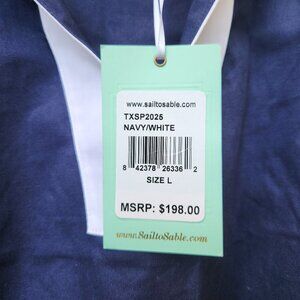 www.sailtosable.com
TXSP2025
NAVY/WHITE
8 42378 26336 2
SIZE L
MSRP: $198.00
www.SailtoSable.com